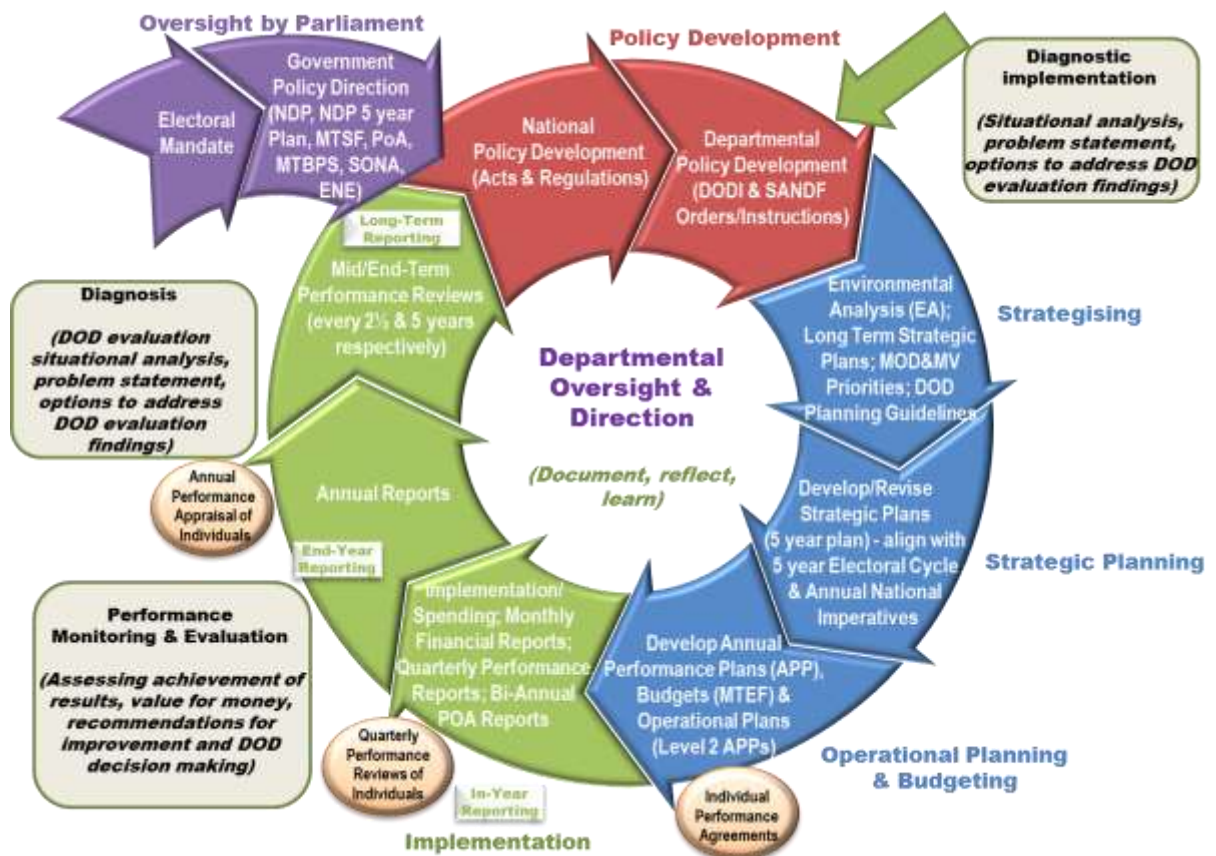 Oversight by Parliament
Electoral
Mandate
Government
Policy Direction
(NDP, NDP 5 year
Plan, MTSF, PoA,
MTBPS, SONA,
ENE)
Policy Development
National
Policy Development
(Acts & Regulations)
Departmental
Policy Development
(DODI & SANDF
Orders/Instructions)
Diagnostic
implementation
(Situational analysis,
problem statement,
options to address DOD
evaluation findings)
Strategising
Environmental
Analysis (EA);
Long Term Strategic
Plans; MOD&MV
Priorities; DOD
Planning Guidelines
Strategic Planning
Develop/Revise
Strategic Plans
(5 year plan) - align with
5 year Electoral Cycle
& Annual National
Imperatives
Operational Planning
& Budgeting
Develop Annual
Performance Plans (APP),
Budgets (MTEF) &
Operational Plans
(Level 2 APPs)
Individual
Performance
Agreements
Implementation
In-Year
Reporting
Implementation/
Spending; Monthly
Financial Reports;
Quarterly Performance
Reports; Bi-Annual
POA Reports
Quarterly
Performance
Reviews of
Individuals
Performance
Monitoring & Evaluation
(Assessing achievement of
results, value for money,
recommendations for
improvement and DOD
decision making)
End-Year
Reporting
Annual Reports
Annual
Performance
Appraisal of
Individuals
Diagnosis
(DOD evaluation
situational analysis,
problem statement,
options to address
DOD evaluation
findings)
Long-Term
Reporting
Mid/End-Term
Performance Reviews
(every 2½ & 5 years
respectively)
Departmental
Oversight &
Direction
(Document, reflect,
learn)